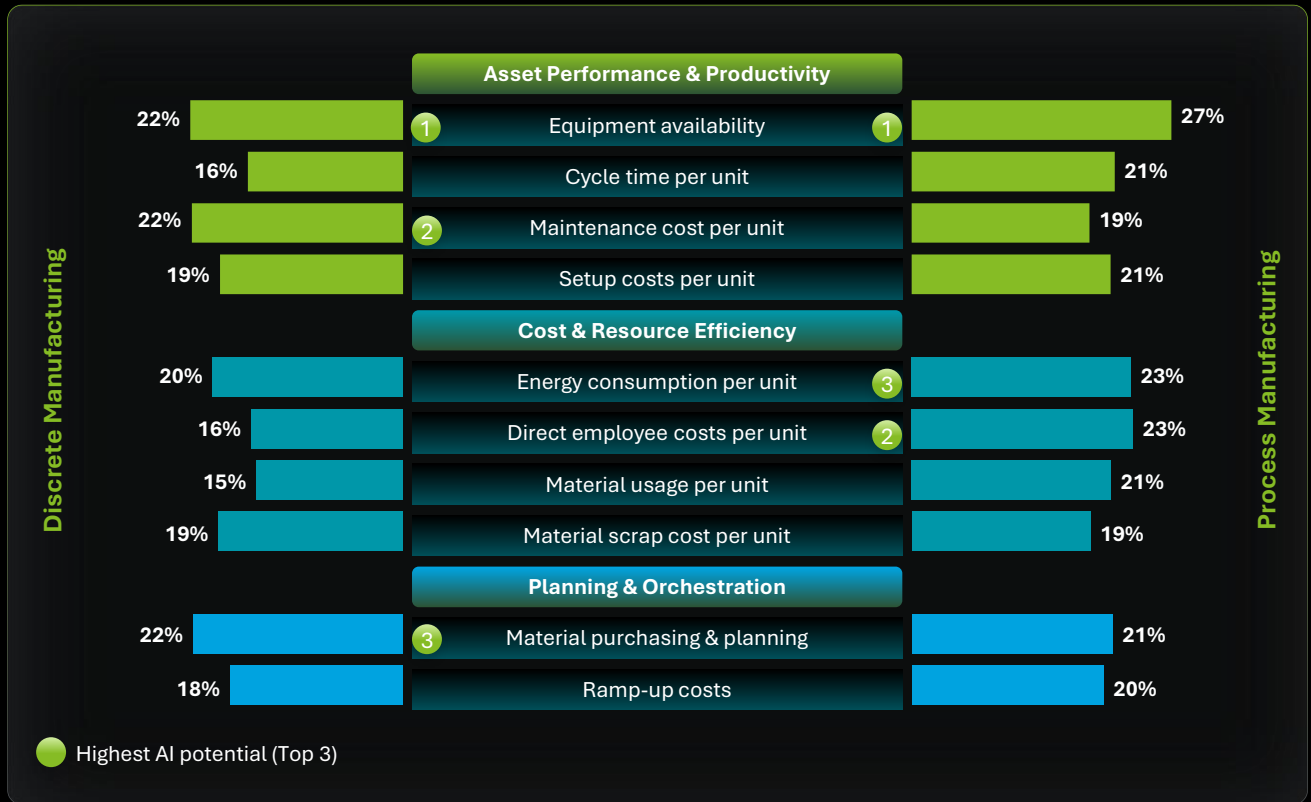 Asset Performance & Productivity
22% 1 Equipment availability 1 27%
16% Cycle time per unit 21%
22% 2 Maintenance cost per unit 19%
19% Setup costs per unit 21%
Cost & Resource Efficiency
20% Energy consumption per unit 3 23%
16% Direct employee costs per unit 2 23%
15% Material usage per unit 21%
19% Material scrap cost per unit 19%
Planning & Orchestration
22% 3 Material purchasing & planning 21%
18% Ramp-up costs 20%
Discrete Manufacturing
Process Manufacturing
Highest AI potential (Top 3)